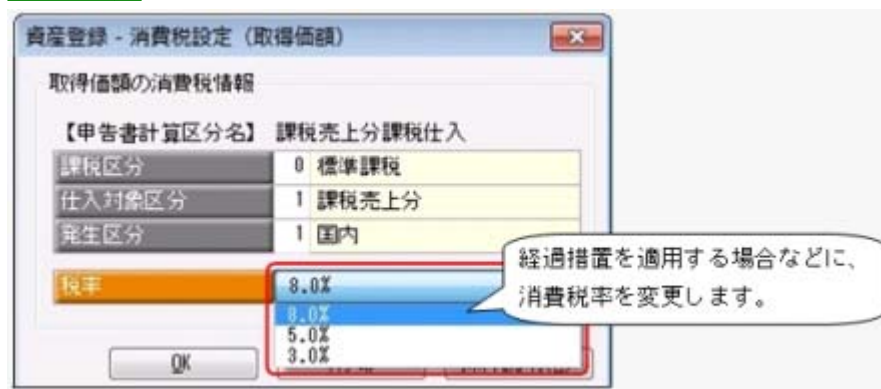 資産登録 - 消費税設定（取得価額）
取得価額の消費税情報
【申告書計算区分名】 課税売上分課税仕入
課税区分 0 標準課税
仕入対象区分 1 課税売上分
発生区分 1 国内
税率 8.0%
8.0%
5.0%
3.0%
経過措置を適用する場合などに、
消費税率を変更します。
OK